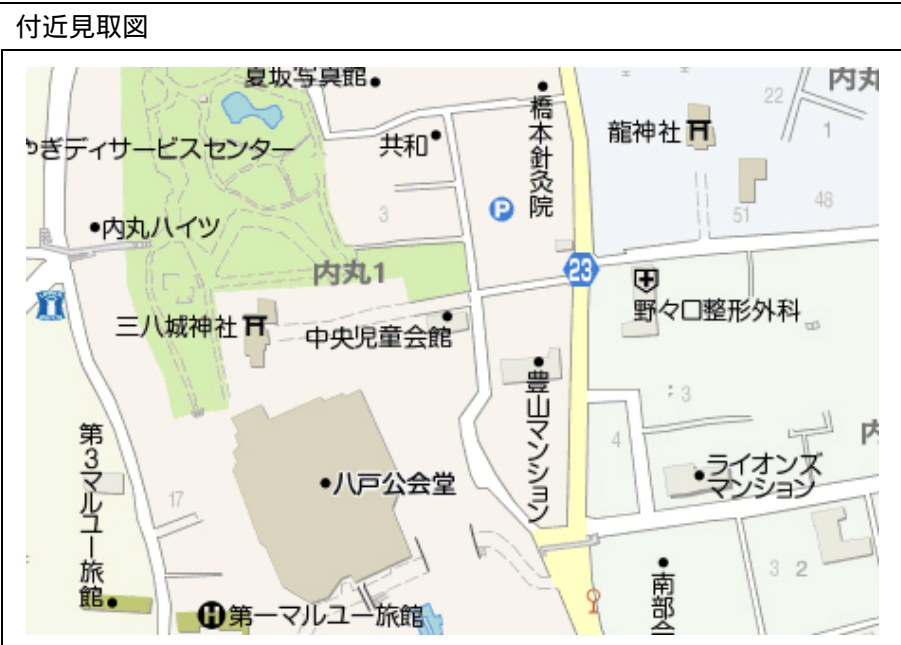 付近見取図
夏坂写真館
内丸
22
橋本針灸院
龍神社
1
共和
ぎディサービスセンター
3
P
51
48
内丸ハイツ
内丸1
23
三八城神社
中央児童会館
野々口整形外科
豊山マンション
3
4
第3マルユー旅館
ライオンズ
マンション
八戸公会堂
17
3
2
南部会
H
第一マルユー旅館